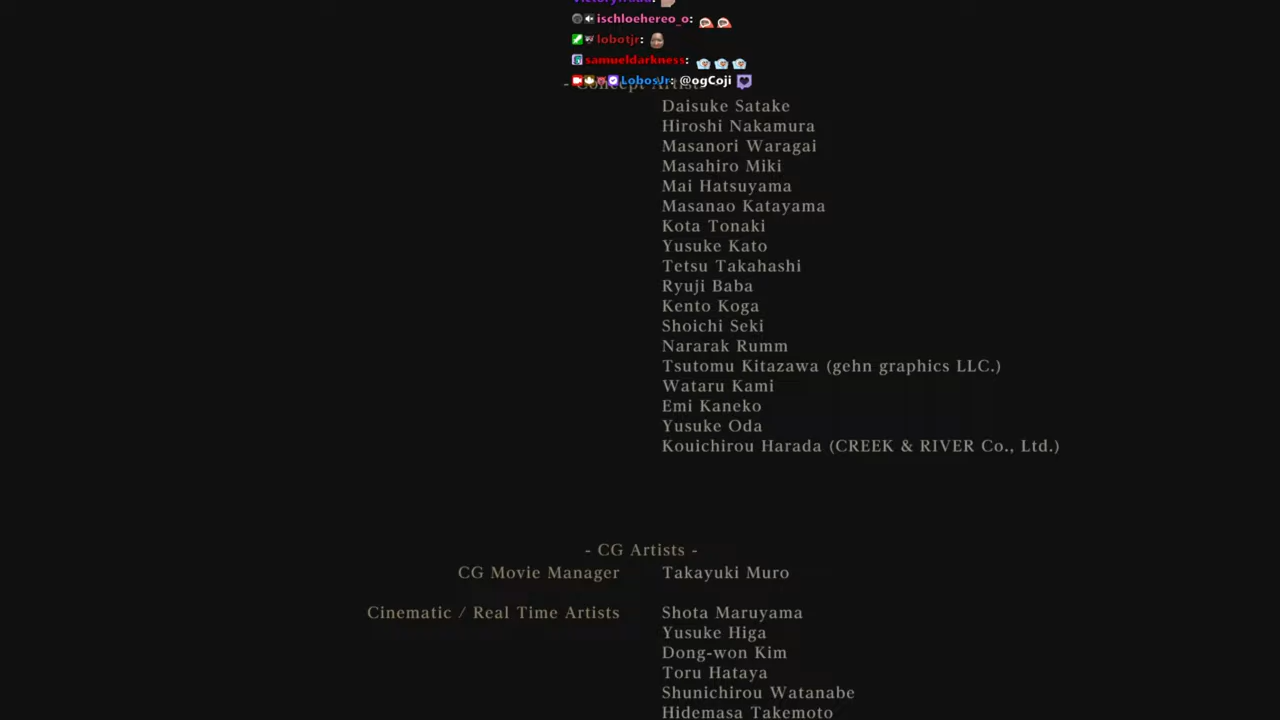 ischloehereo_o:
lobotjr:
samueldarkness:
LobosJr: @ogCoji
- Concept Artists -
Daisuke Satake
Hiroshi Nakamura
Masanori Waragai
Masahiro Miki
Mai Hatsuyama
Masanao Katayama
Kota Tonaki
Yusuke Kato
Tetsu Takahashi
Ryuji Baba
Kento Koga
Shoichi Seki
Nararak Rumm
Tsutomu Kitazawa (gehn graphics LLC.)
Wataru Kami
Emi Kaneko
Yusuke Oda
Kouichirou Harada (CREEK & RIVER Co., Ltd.)
- CG Artists -
CG Movie Manager Takayuki Muro
Cinematic / Real Time Artists Shota Maruyama
Yusuke Higa
Dong-won Kim
Toru Hataya
Shunichirou Watanabe
Hidemasa Takemoto